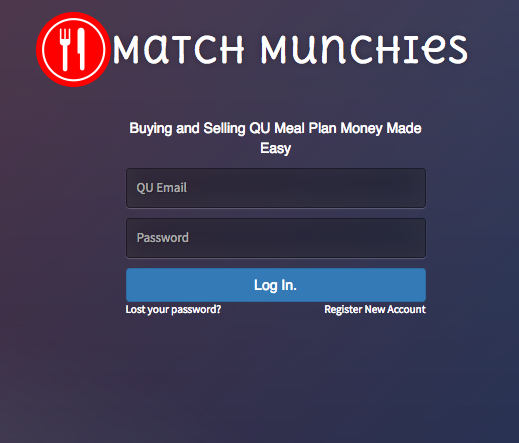 Match Munchies
Buying and Selling QU Meal Plan Money Made
Easy
QU Email
Password
Log In.
Lost your password? Register New Account